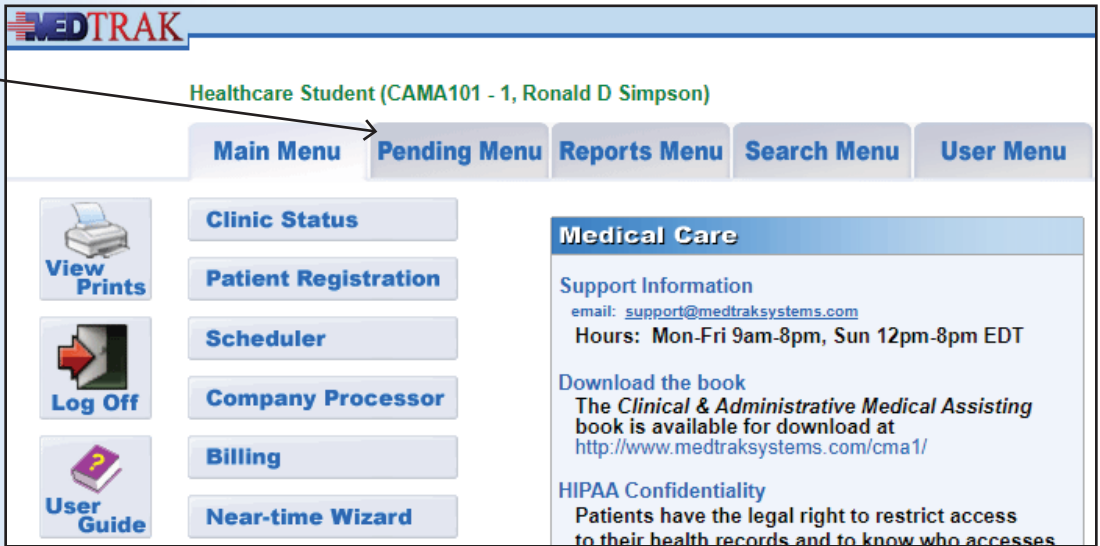 MEDTRAK
Healthcare Student (CAMA101 - 1, Ronald D Simpson)
Main Menu Pending Menu Reports Menu Search Menu User Menu
View
Prints
Log Off
User
Guide
Clinic Status
Patient Registration
Scheduler
Company Processor
Billing
Near-time Wizard
Medical Care
Support Information
email: support@medtraksystems.com
Hours: Mon-Fri 9am-8pm, Sun 12pm-8pm EDT
Download the book
The Clinical & Administrative Medical Assisting
book is available for download at
http://www.medtraksystems.com/cma1/
HIPAA Confidentiality
Patients have the legal right to restrict access
to their health records and to know who accesses